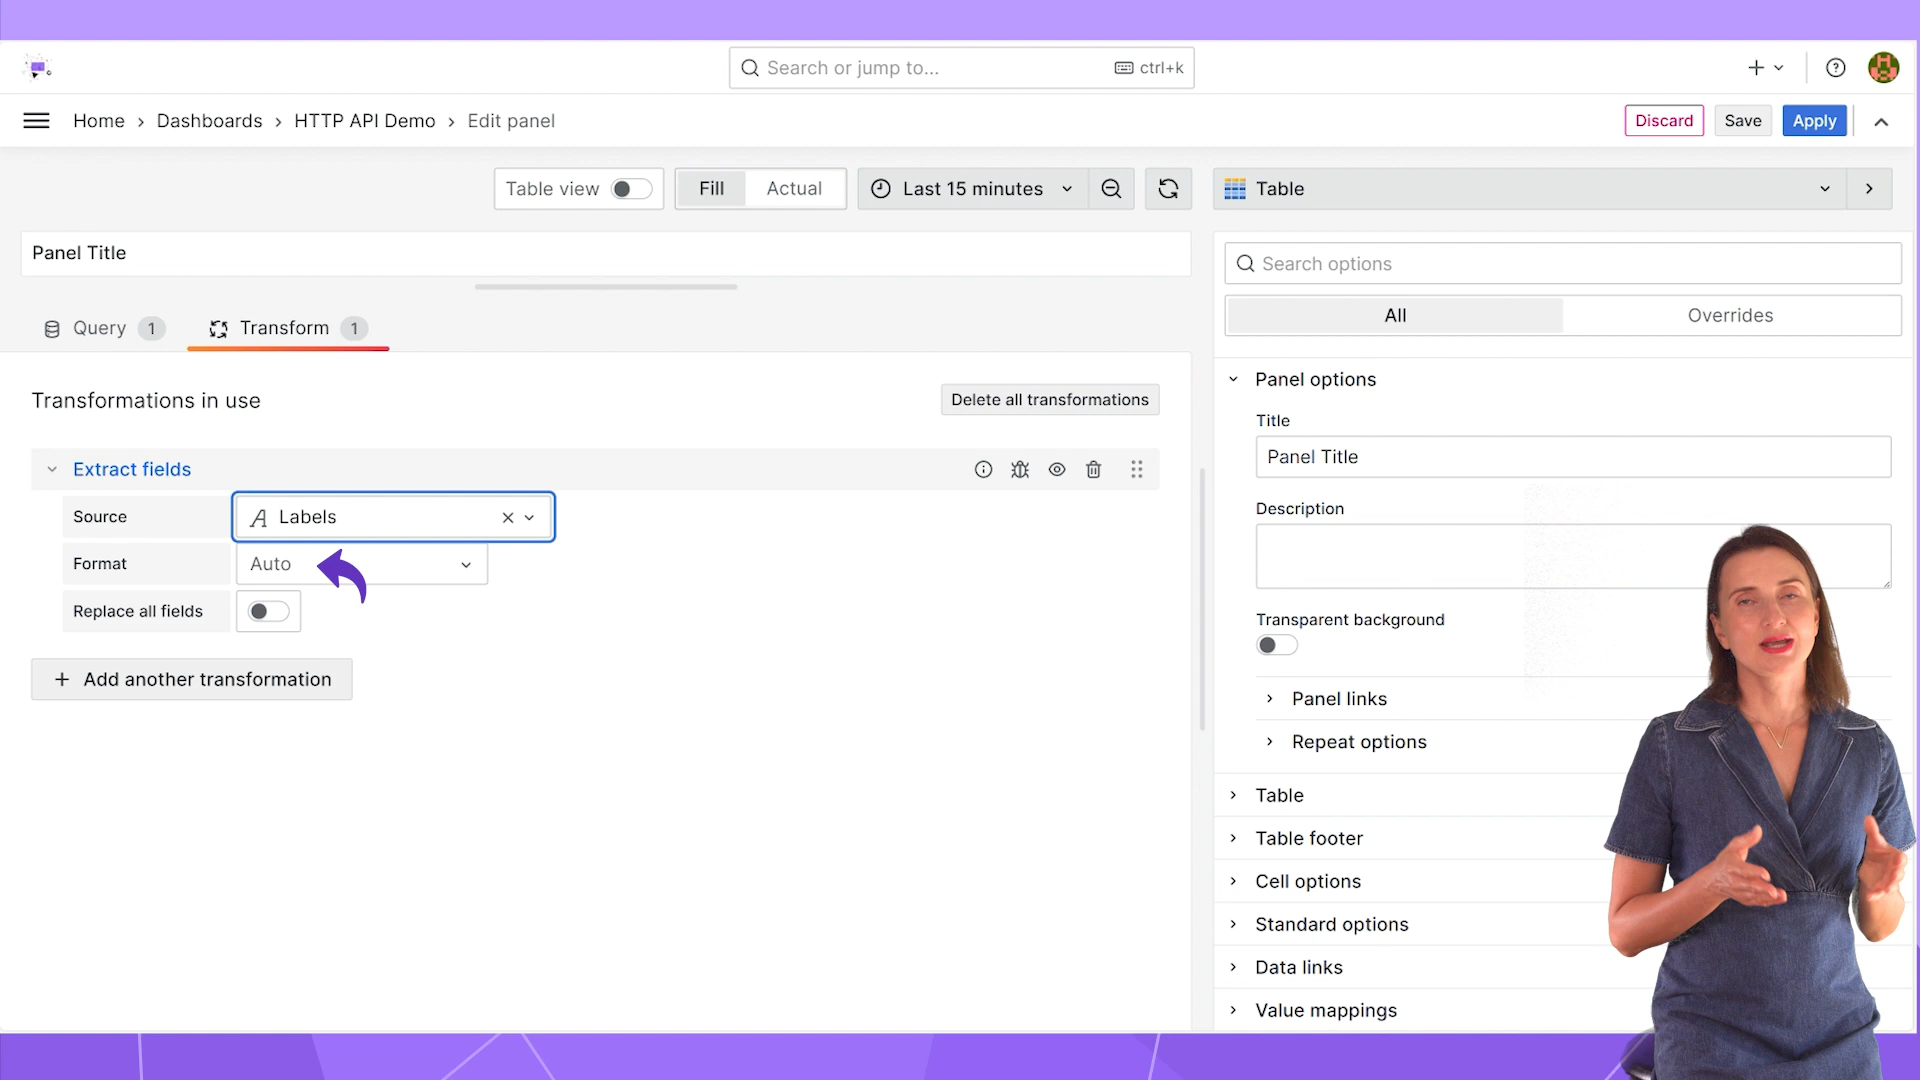 Search or jump to...
ctrl+k
Home › Dashboards › HTTP API Demo › Edit panel
Discard
Save
Apply
Table view
Fill
Actual
Last 15 minutes
Table
Panel Title
Search options
All
Overrides
Query 1
Transform 1
Panel options
Transformations in use
Delete all transformations
Title
Panel Title
Extract fields
Source
Labels
Format
Auto
Replace all fields
Add another transformation
Description
Transparent background
Panel links
Repeat options
Table
Table footer
Cell options
Standard options
Data links
Value mappings